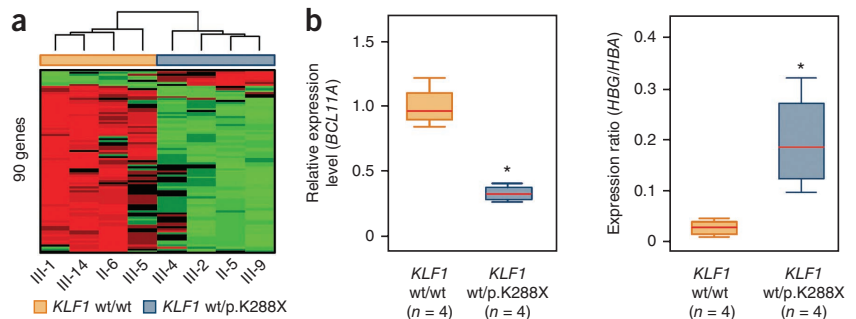 a
90 genes
III-1
III-14
II-6
III-5
III-4
III-2
II-5
III-9
KLF1 wt/wt
KLF1 wt/p.K288X
b
Relative expression
level (BCL11A)
1.5
1.0
0.5
0
*
KLF1
wt/wt
(n = 4)
KLF1
wt/p.K288X
(n = 4)
Expression ratio (HBG/HBA)
0.4
0.3
0.2
0.1
0
*
KLF1
wt/wt
(n = 4)
KLF1
wt/p.K288X
(n = 4)